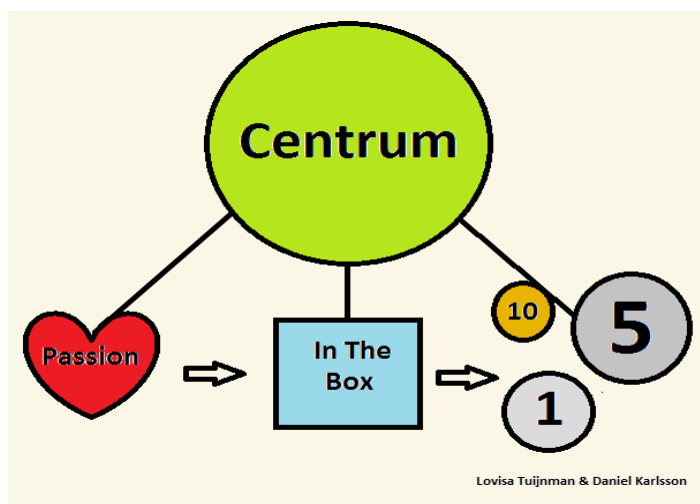 Centrum
Passion
In The
Box
10
5
1
Lovisa Tuijnman & Daniel Karlsson